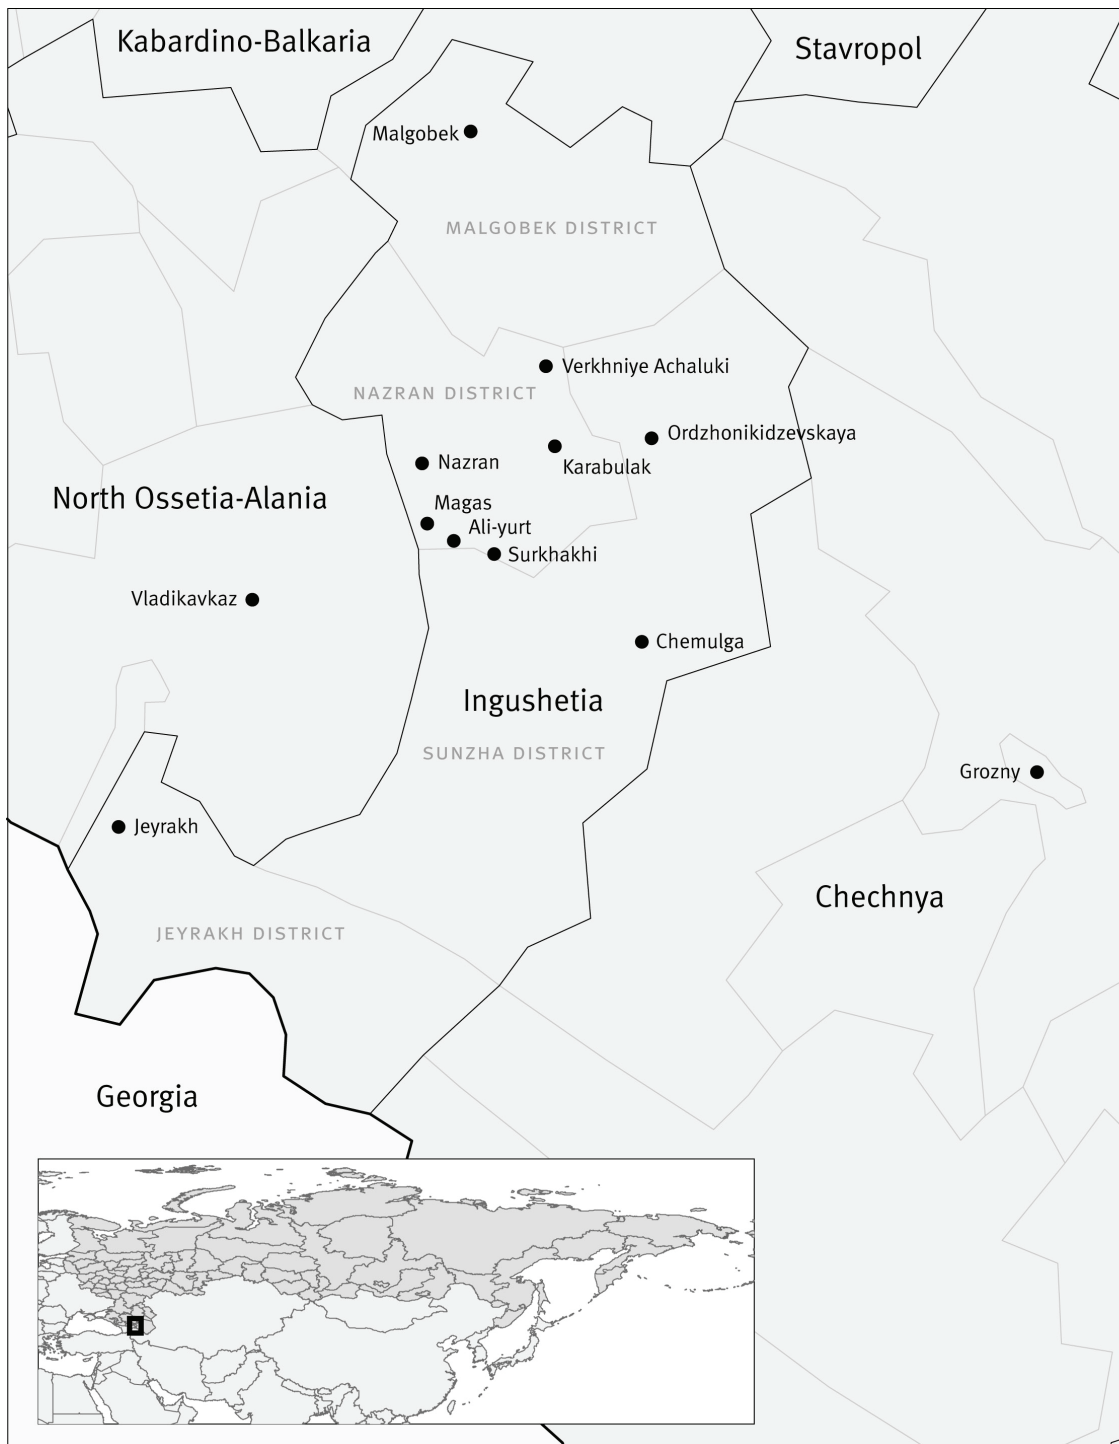 Kabardino-Balkaria
Stavropol
Malgobek
MALGOBEK DISTRICT
Verkhniye Achaluki
NAZRAN DISTRICT
Ordzhonikidzevskaya
Karabulak
Nazran
North Ossetia-Alania
Magas
Ali-yurt
Surkhakhi
Vladikavkaz
Chemulga
Ingushetia
SUNZHA DISTRICT
Grozny
Jeyrakh
Chechnya
JEYRAKH DISTRICT
Georgia